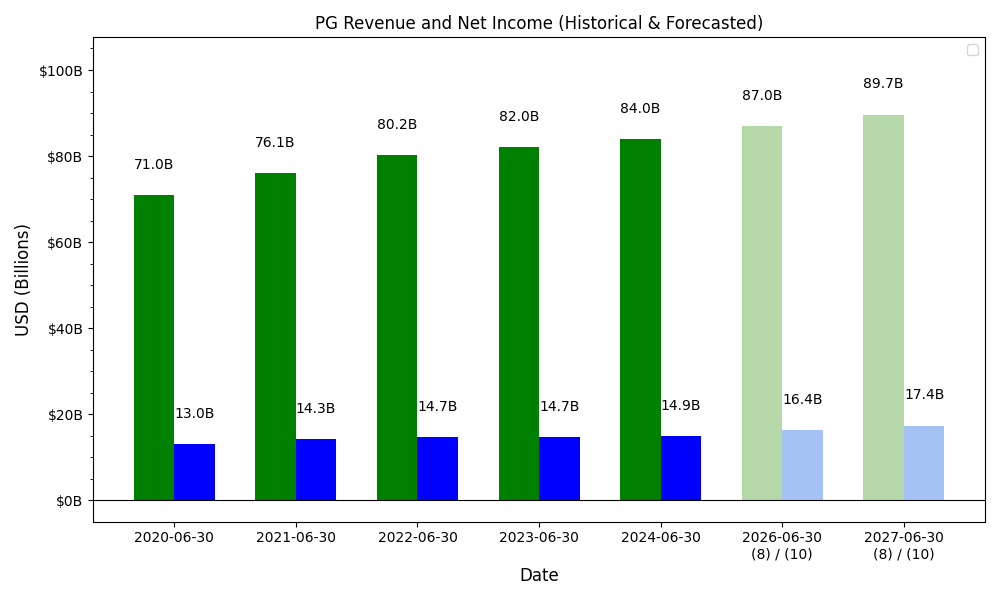 PG Revenue and Net Income (Historical & Forecasted)
$100B
$80B
$60B
$40B
$20B
$0B
USD (Billions)
71.0B
13.0B
76.1B
14.3B
80.2B
14.7B
82.0B
14.7B
84.0B
14.9B
87.0B
16.4B
89.7B
17.4B
2020-06-30
2021-06-30
2022-06-30
2023-06-30
2024-06-30
2026-06-30
(8) / (10)
2027-06-30
(8) / (10)
Date